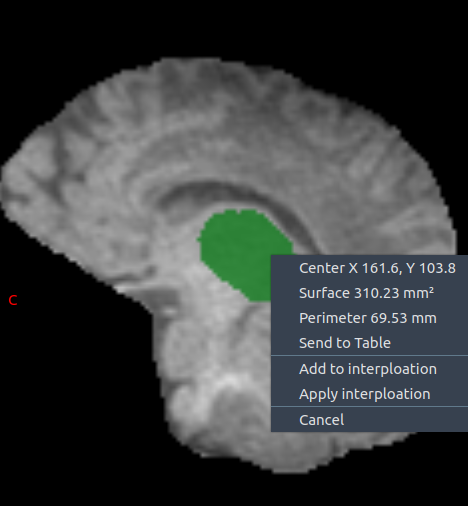 Center X 161.6, Y 103.8
Surface 310.23 mm²
C
Perimeter 69.53 mm
Send to Table
Add to interploation
Apply interploation
Cancel